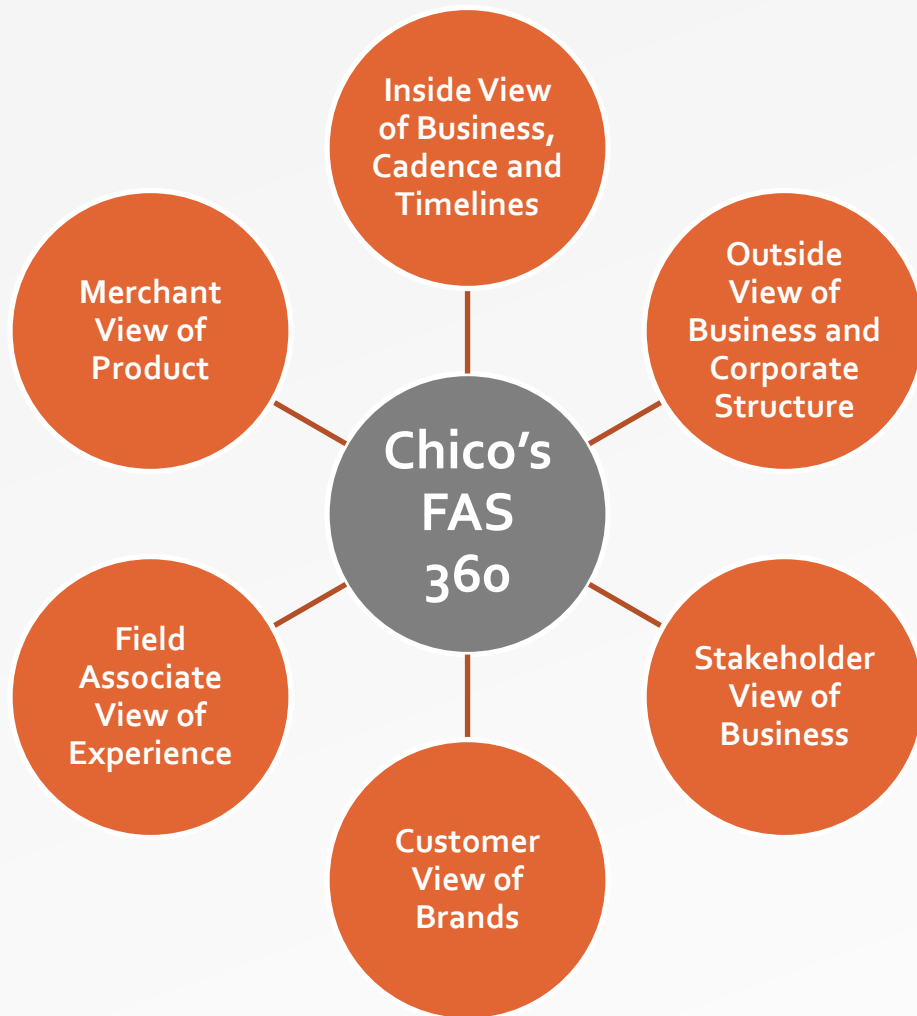 Inside View
of Business,
Cadence and
Timelines
Outside
View of
Business and
Corporate
Structure
Stakeholder
View of
Business
Customer
View of
Brands
Field
Associate
View of
Experience
Merchant
View of
Product
Chico’s
FAS
360